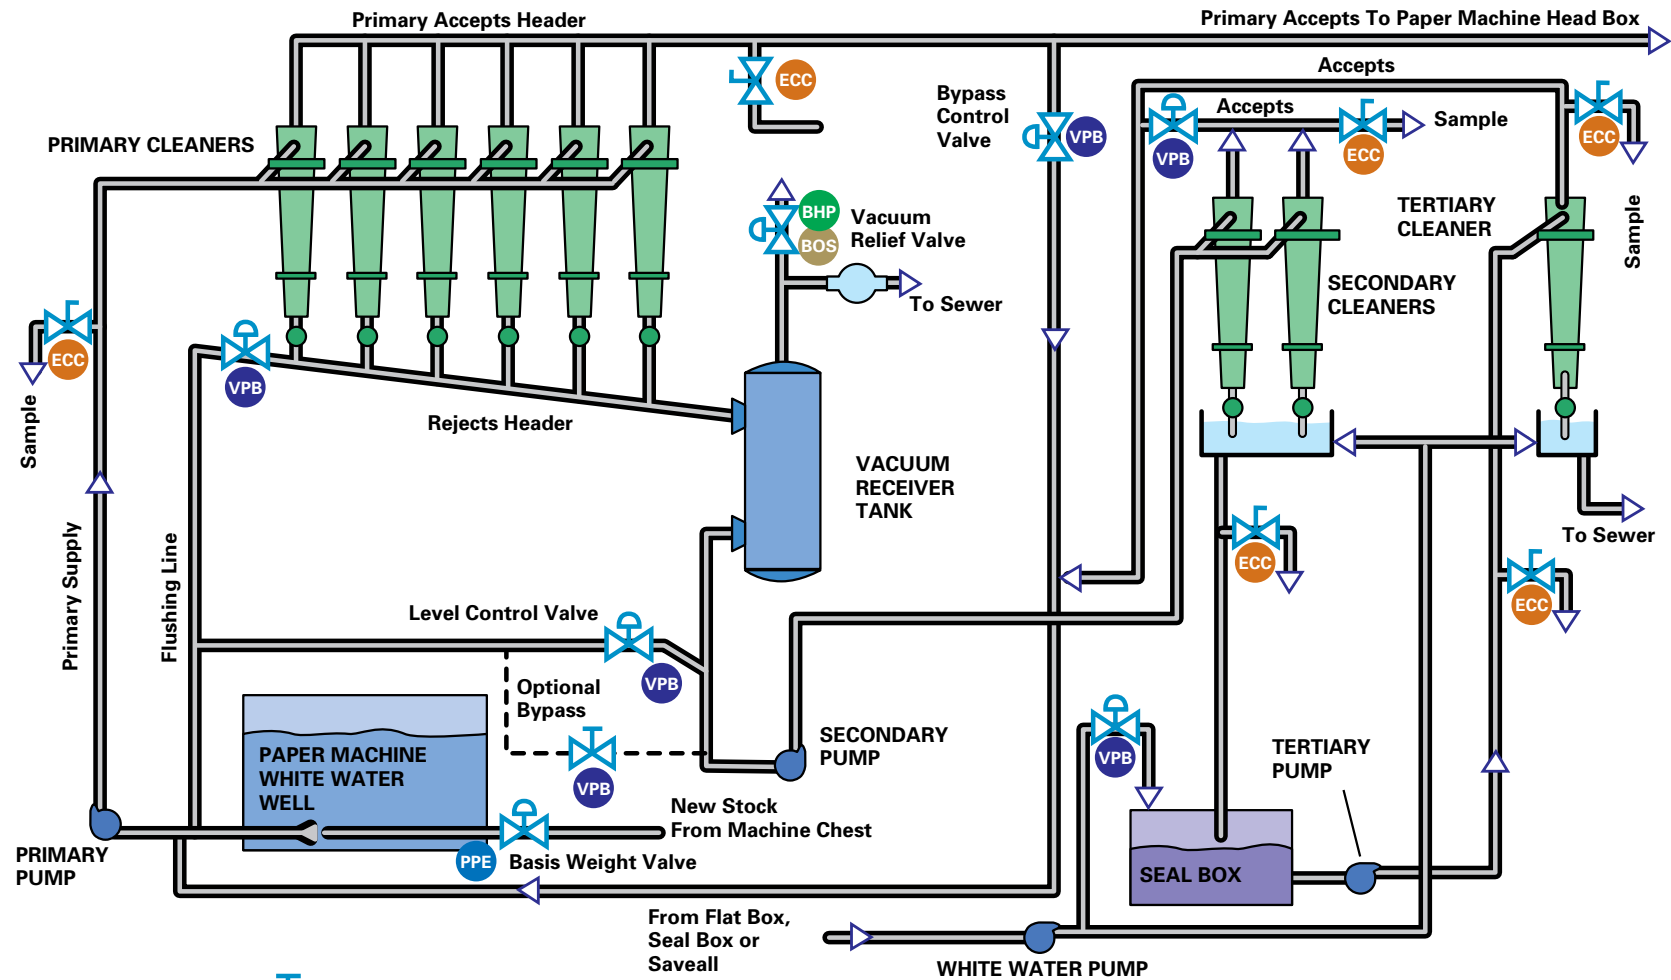 Primary Accepts Header
Primary Accepts To Paper Machine Head Box
Accepts
ECC
Bypass
Control
Valve
VPB
Accepts
VPB
ECC
Sample
ECC
Sample
PRIMARY CLEANERS
BHP
BOS
Vacuum
Relief Valve
To Sewer
TERTIARY
CLEANER
SECONDARY
CLEANERS
ECC
Sample
VPB
Rejects Header
VACUUM
RECEIVER
TANK
To Sewer
ECC
ECC
Primary Supply
Flushing Line
Level Control Valve
VPB
Optional
Bypass
VPB
SECONDARY
PUMP
VPB
TERTIARY
PUMP
PAPER MACHINE
WHITE WATER
WELL
New Stock
From Machine Chest
PRIMARY
PUMP
PPE
Basis Weight Valve
SEAL BOX
From Flat Box,
Seal Box or
Saveall
WHITE WATER PUMP